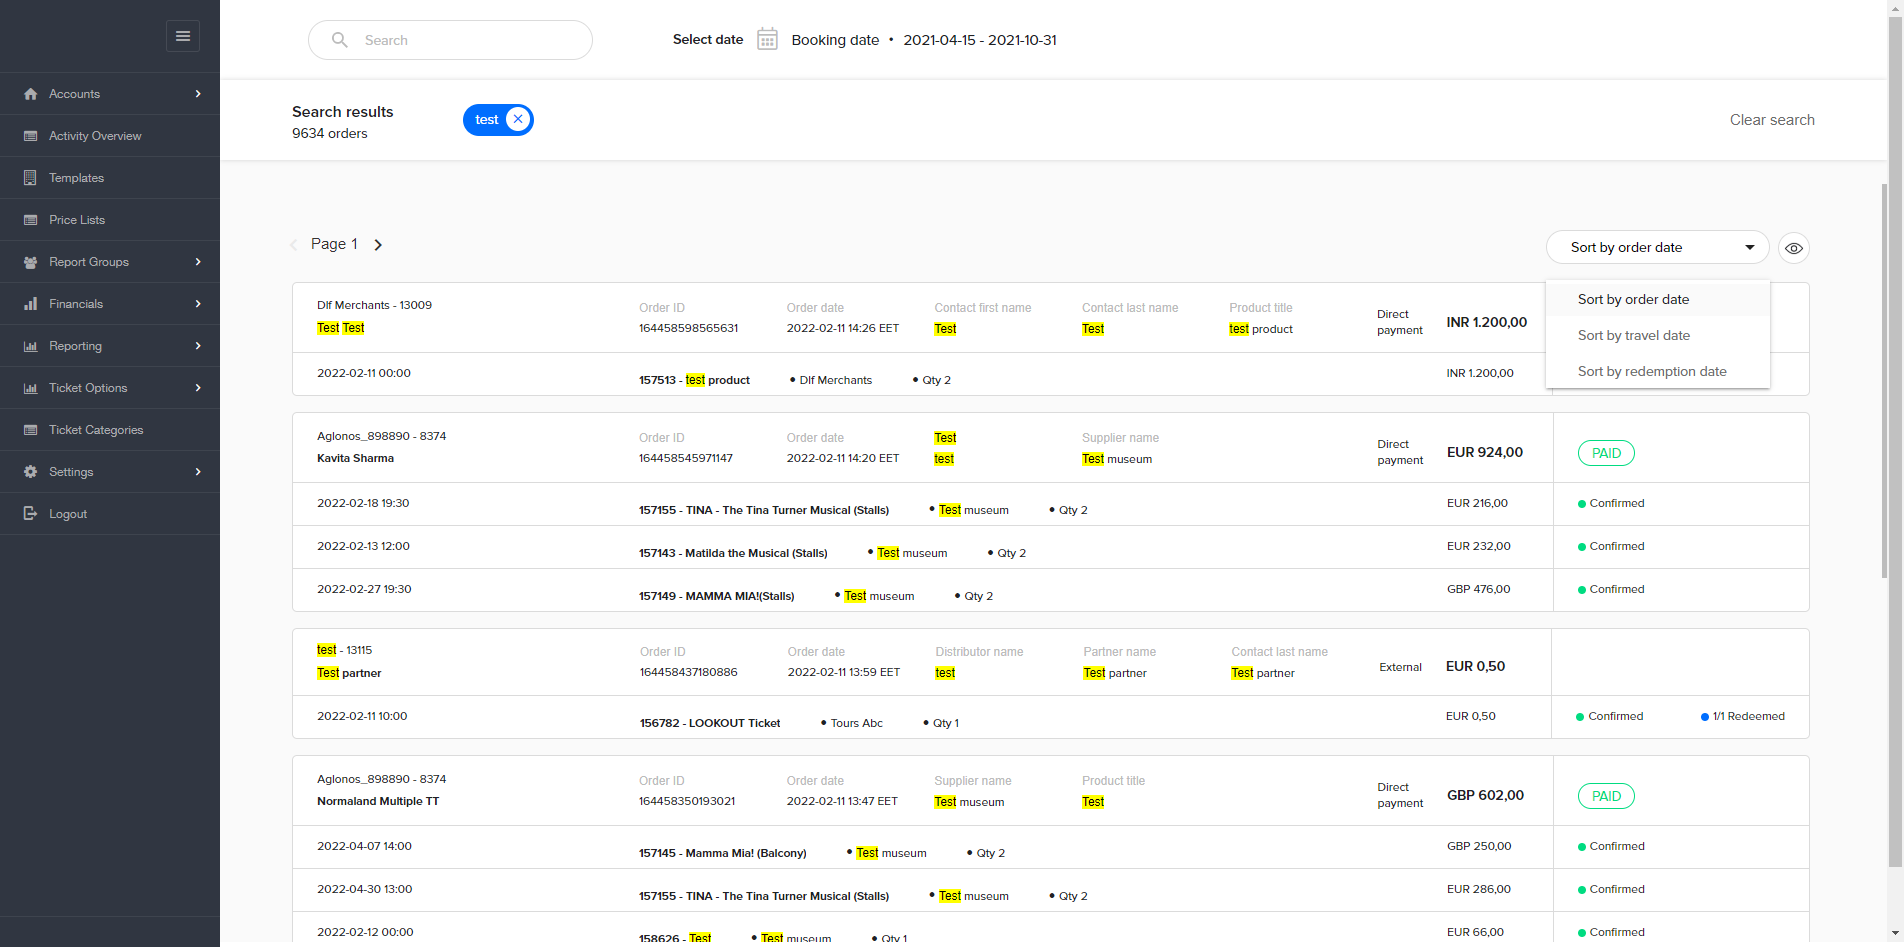 Search
Select date
Booking date • 2021-04-15 - 2021-10-31
Accounts
Activity Overview
Templates
Price Lists
Report Groups
Financials
Reporting
Ticket Options
Ticket Categories
Settings
Logout
Search results
9634 orders
test
Clear search
Page 1
Sort by order date
Sort by order date
Sort by travel date
Sort by redemption date
Dlf Merchants - 13009 Order ID Order date Contact first name Contact last name Product title
Test Test 164458598565631 2022-02-11 14:26 EET Test Test test product
Direct payment INR 1.200,00
2022-02-11 00:00 157513 - test product • Dlf Merchants • Qty 2 INR 1.200,00
Aglonos_898890 - 8374 Order ID Order date Test Supplier name
Kavita Sharma 164458545971147 2022-02-11 14:20 EET test Test museum
Direct payment EUR 924,00 PAID
2022-02-18 19:30 157155 - TINA - The Tina Turner Musical (Stalls) • Test museum • Qty 2 EUR 216,00 Confirmed
2022-02-13 12:00 157143 - Matilda the Musical (Stalls) • Test museum • Qty 2 EUR 232,00 Confirmed
2022-02-27 19:30 157149 - MAMMA MIA!(Stalls) • Test museum • Qty 2 GBP 476,00 Confirmed
test - 13115 Order ID Order date Distributor name Partner name Contact last name
Test partner 164458437180886 2022-02-11 13:59 EET test Test partner Test partner
External EUR 0,50
2022-02-11 10:00 156782 - LOOKOUT Ticket • Tours Abc • Qty 1 EUR 0,50 Confirmed 1/1 Redeemed
Aglonos_898890 - 8374 Order ID Order date Supplier name Product title
Normaland Multiple TT 164458350193021 2022-02-11 13:47 EET Test museum Test
Direct payment GBP 602,00 PAID
2022-04-07 14:00 157145 - Mamma Mia! (Balcony) • Test museum • Qty 2 GBP 250,00 Confirmed
2022-04-30 13:00 157155 - TINA - The Tina Turner Musical (Stalls) • Test museum • Qty 2 EUR 286,00 Confirmed
2022-02-12 00:00 158626 - Test • Test museum • Qty 1 EUR 66,00 Confirmed